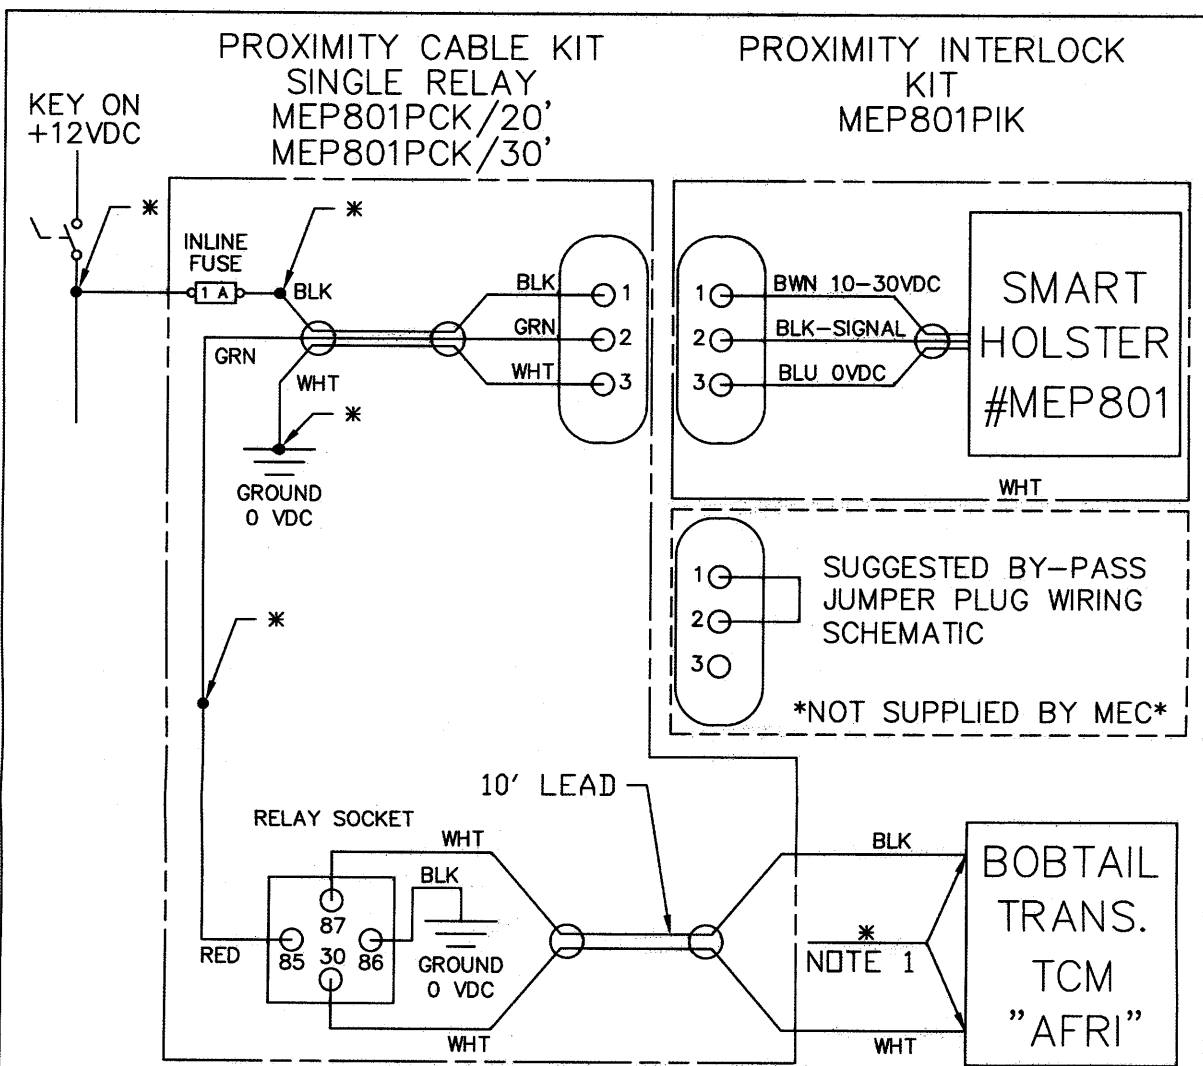 PROXIMITY CABLE KIT
SINGLE RELAY
MEP801PCK/20'
MEP801PCK/30'
PROXIMITY INTERLOCK
KIT
MEP801PIK
KEY ON
+12VDC
*
*
INLINE
FUSE
1 A
BLK
GRN
WHT
*
GROUND
0 VDC
BLK
GRN
WHT
1
2
3
1
2
3
BWN 10-30VDC
BLK-SIGNAL
BLU 0VDC
SMART
HOLSTER
#MEP801
WHT
1
2
3
SUGGESTED BY-PASS
JUMPER PLUG WIRING
SCHEMATIC
*NOT SUPPLIED BY MEC*
*
10' LEAD
RELAY SOCKET
WHT
BLK
87
85
30
86
RED
GROUND
0 VDC
WHT
BLK
*
NOTE 1
WHT
BOBTAIL
TRANS.
TCM
"AFRI"